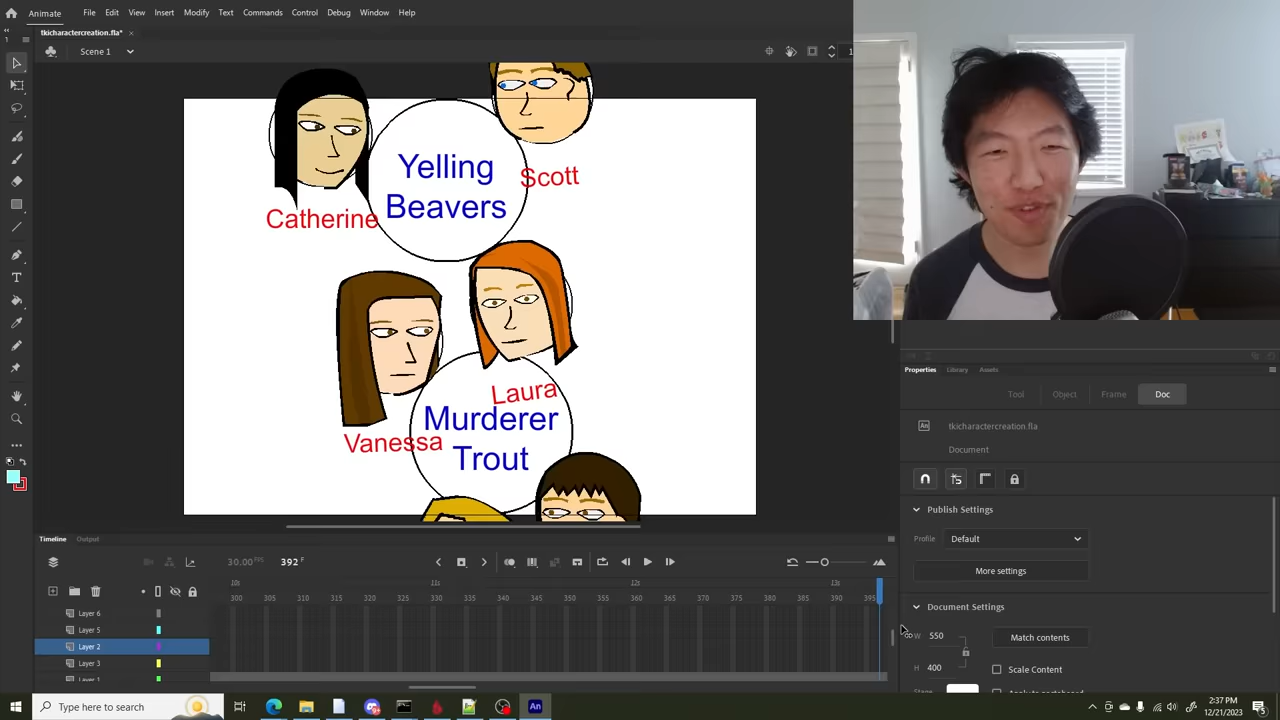 Animate
File
Edit
View
Insert
Modify
Text
Commands
Control
Debug
Window
Help
tkicharactercreation.fla*
Scene 1
Yelling
Beavers
Scott
Catherine
Laura
Murderer
Trout
Vanessa
Properties
Library
Assets
Tool
Object
Frame
Doc
tkicharactercreation.fla
Document
Publish Settings
Profile
Default
More settings
Document Settings
W 550
Match contents
H 400
Scale Content
Timeline
Output
30.00 FPS
392 F
10s
11s
12s
13s
300 305 310 315 320 325 330 335 340 345 350 355 360 365 370 375 380 385 390 395
Layer 6
Layer 5
Layer 2
Layer 3
Type here to search
2:37 PM
12/21/2023